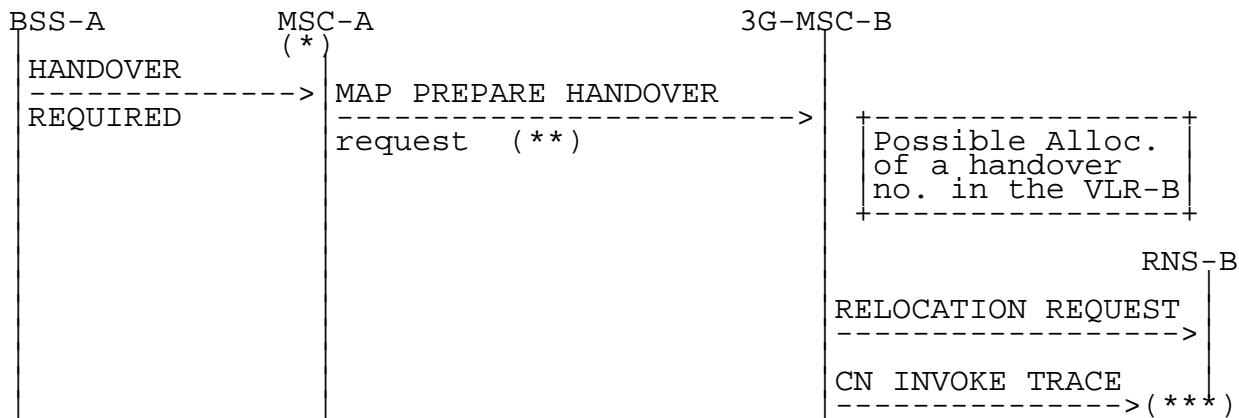 BSS-A MSC-A 3G-MSC-B
(*)
HANDOVER
REQUIRED
MAP PREPARE HANDOVER
request (**)
Possible Alloc.
of a handover
no. in the VLR-B
RNS-B
RELOCATION REQUEST
CN INVOKE TRACE
(***)